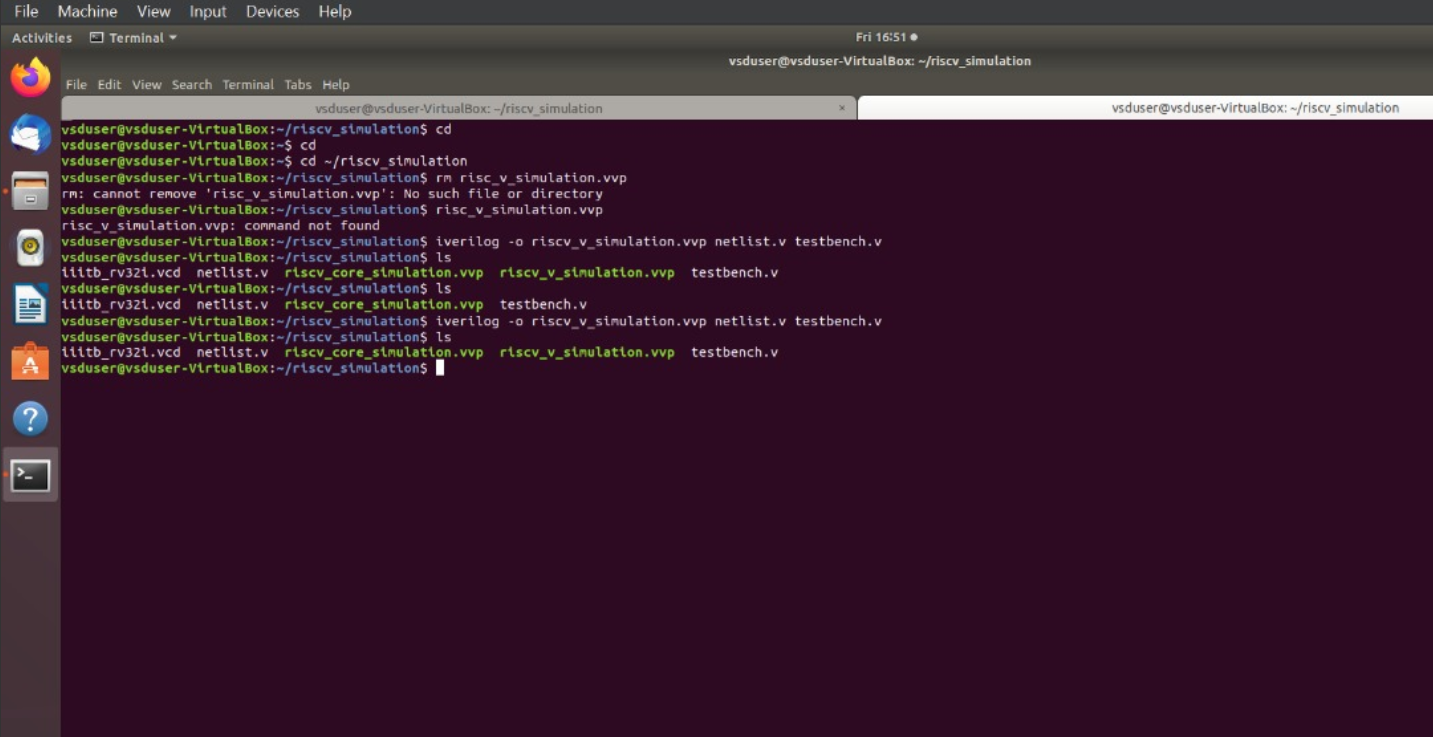 File Machine View Input Devices Help
Activities Terminal Fri 16:51
vsduser@vsduser-VirtualBox: ~/riscv_simulation
File Edit View Search Terminal Tabs Help
vsduser@vsduser-VirtualBox: ~/riscv_simulation × vsduser@vsduser-VirtualBox: ~/riscv_simulation
vsduser@vsduser-VirtualBox:~/riscv_simulation$ cd
vsduser@vsduser-VirtualBox:~$ cd
vsduser@vsduser-VirtualBox:~$ cd ~/riscv_simulation
vsduser@vsduser-VirtualBox:~/riscv_simulation$ rm risc_v_simulation.vvp
rm: cannot remove 'risc_v_simulation.vvp': No such file or directory
vsduser@vsduser-VirtualBox:~/riscv_simulation$ risc_v_simulation.vvp
risc_v_simulation.vvp: command not found
vsduser@vsduser-VirtualBox:~/riscv_simulation$ iverilog -o riscv_v_simulation.vvp netlist.v testbench.v
vsduser@vsduser-VirtualBox:~/riscv_simulation$ ls
iiitb_rv32i.vcd netlist.v riscv_core_simulation.vvp riscv_v_simulation.vvp testbench.v
vsduser@vsduser-VirtualBox:~/riscv_simulation$ ls
iiitb_rv32i.vcd netlist.v riscv_core_simulation.vvp testbench.v
vsduser@vsduser-VirtualBox:~/riscv_simulation$ iverilog -o riscv_v_simulation.vvp netlist.v testbench.v
vsduser@vsduser-VirtualBox:~/riscv_simulation$ ls
iiitb_rv32i.vcd netlist.v riscv_core_simulation.vvp riscv_v_simulation.vvp testbench.v
vsduser@vsduser-VirtualBox:~/riscv_simulation$